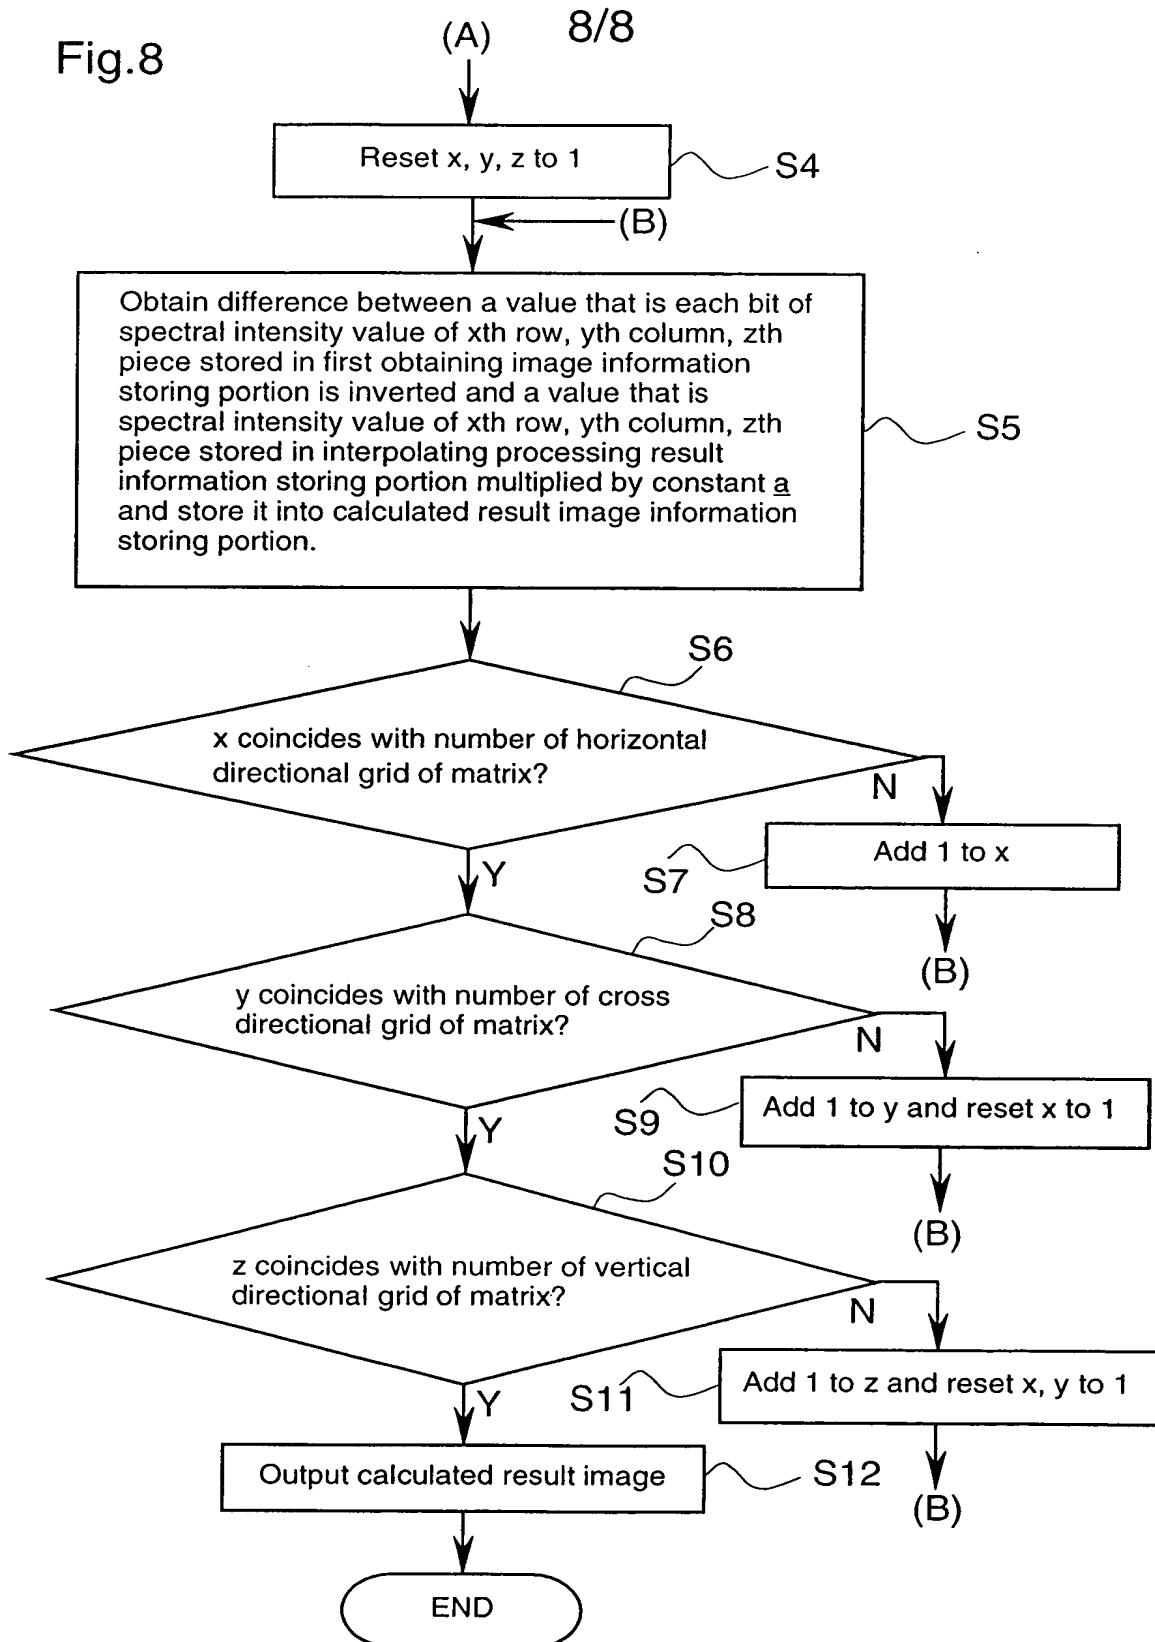 8/8
Fig.8
(A)
Reset x, y, z to 1
S4
(B)
Obtain difference between a value that is each bit of
spectral intensity value of xth row, yth column, zth
piece stored in first obtaining image information
storing portion is inverted and a value that is
spectral intensity value of xth row, yth column, zth
piece stored in interpolating processing result
information storing portion multiplied by constant a
and store it into calculated result image information
storing portion.
S5
S6
x coincides with number of horizontal
directional grid of matrix?
N
Add 1 to x
S7
Y
(B)
S8
y coincides with number of cross
directional grid of matrix?
N
Add 1 to y and reset x to 1
S9
Y
(B)
S10
z coincides with number of vertical
directional grid of matrix?
N
Add 1 to z and reset x, y to 1
S11
Y
(B)
Output calculated result image
S12
END